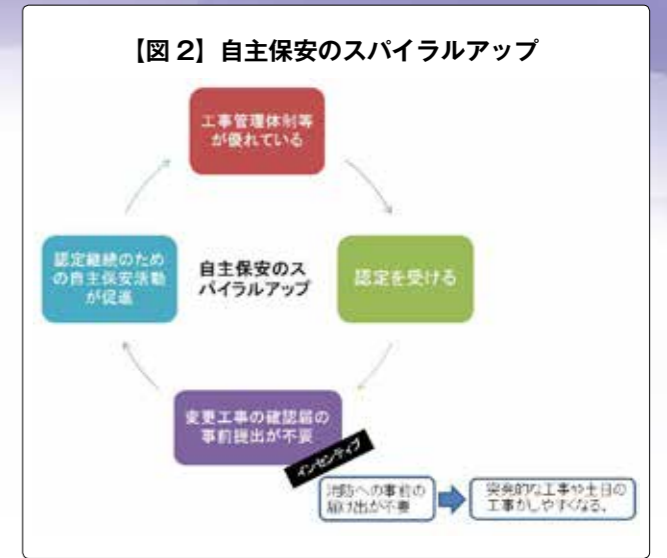 【図 2】自主保安のスパイラルアップ
工事管理体制等
が優れている
認定を受ける
変更工事の確認届の
事前提出が不要
インセンティブ
消防への事前の
届け出が不要
突発的な工事や土日の
工事がしやすくなる。
認定継続のため
の自主保安活動
が促進
自主保安のス
パイラルアップ